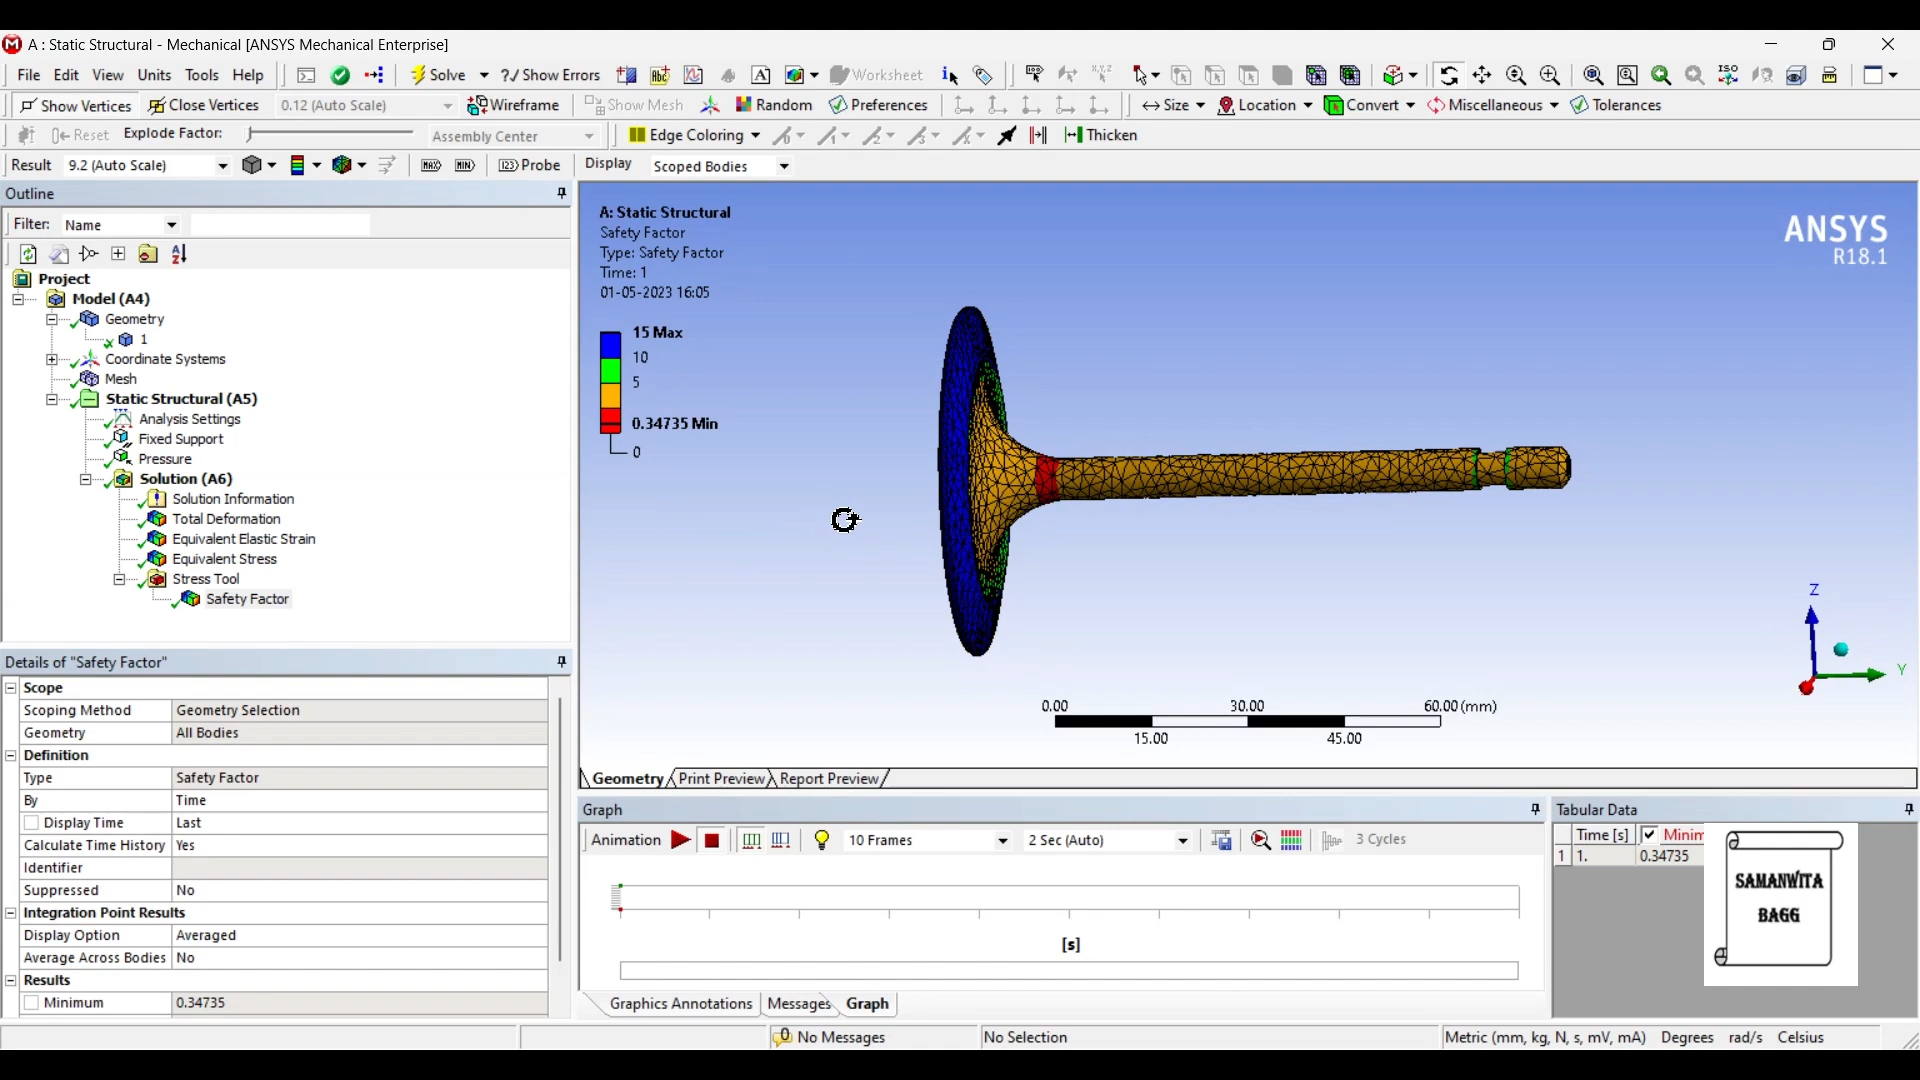 A : Static Structural - Mechanical [ANSYS Mechanical Enterprise]
File Edit View Units Tools Help Solve ?/ Show Errors Worksheet
Show Vertices Close Vertices 0.12 (Auto Scale) Wireframe Show Mesh Random Preferences Size Location Convert Miscellaneous Tolerances
Reset Explode Factor: Assembly Center Edge Coloring Thicken
Result 9.2 (Auto Scale) MAX MIN Probe Display Scoped Bodies
Outline
Filter: Name
Project
Model (A4)
Geometry
1
Coordinate Systems
Mesh
Static Structural (A5)
Analysis Settings
Fixed Support
Pressure
Solution (A6)
Solution Information
Total Deformation
Equivalent Elastic Strain
Equivalent Stress
Stress Tool
Safety Factor
Details of "Safety Factor"
Scope
Scoping Method Geometry Selection
Geometry All Bodies
Definition
Type Safety Factor
By Time
Display Time Last
Calculate Time History Yes
Identifier
Suppressed No
Integration Point Results
Display Option Averaged
Average Across Bodies No
Results
Minimum 0.34735
A: Static Structural
Safety Factor
Type: Safety Factor
Time: 1
01-05-2023 16:05
15 Max
10
5
0.34735 Min
0
ANSYS
R18.1
Z
Y
0.00 30.00 60.00 (mm)
15.00 45.00
Geometry Print Preview Report Preview
Graph
Animation 10 Frames 2 Sec (Auto) 3 Cycles
[s]
Graphics Annotations Messages Graph
Tabular Data
Time [s] Minim
1 1. 0.34735
SAMANWITA
BAGG
No Messages No Selection Metric (mm, kg, N, s, mV, mA) Degrees rad/s Celsius